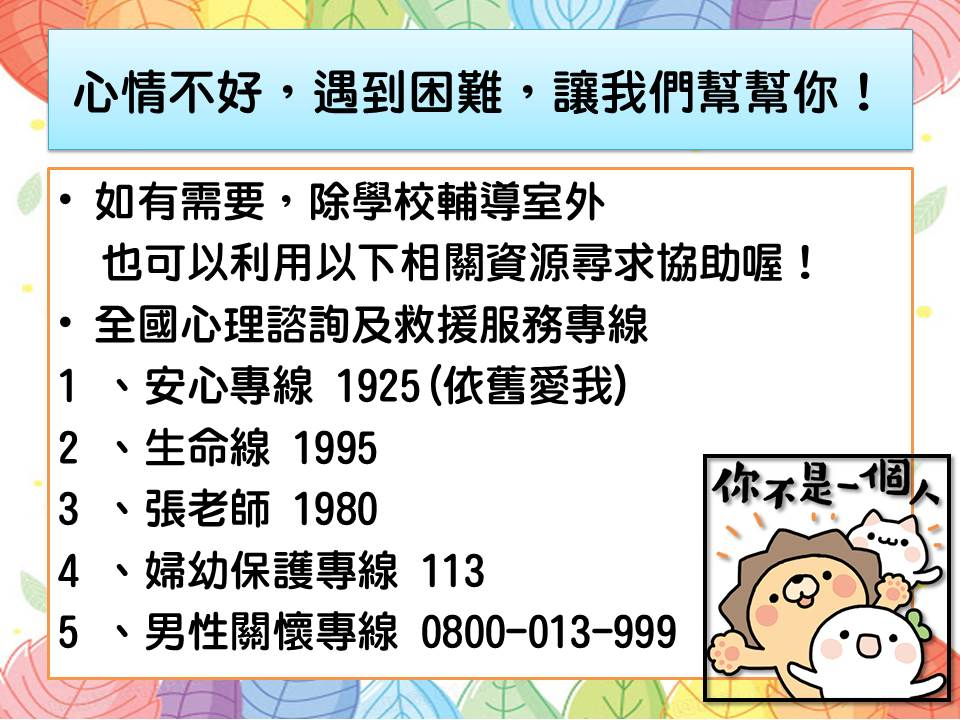 心情不好，遇到困難，讓我們幫幫你！
• 如有需要，除學校輔導室外
也可以利用以下相關資源尋求協助喔！
• 全國心理諮詢及救援服務專線
1 、安心專線 1925(依舊愛我)
2 、生命線 1995
3 、張老師 1980
4 、婦幼保護專線 113
5 、男性關懷專線 0800-013-999
你不是一個人